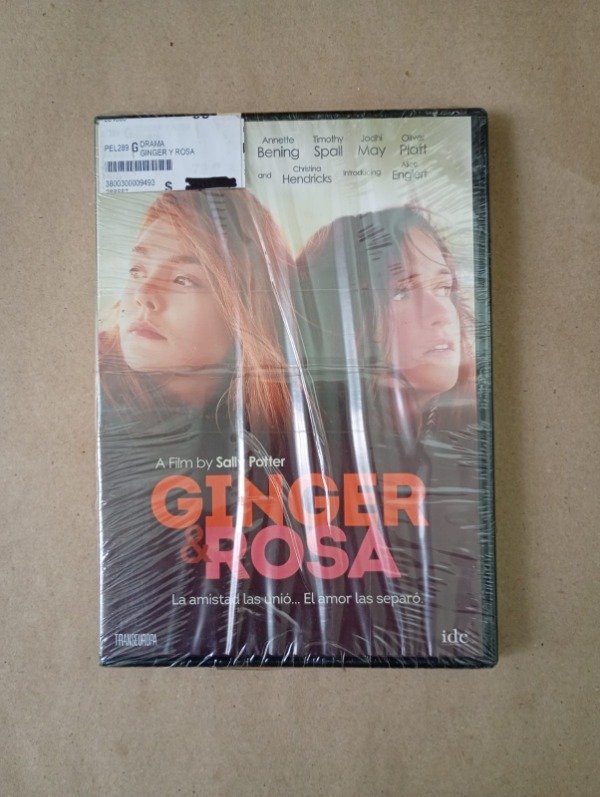 PEL289 G DRAMA
GINGER Y ROSA
3800300009493
$
Annette Bening Timothy Spall Jodhi May Oliver Platt
and Christina Hendricks introducing Alice Englert
A Film by Sally Potter
GINGER
& ROSA
La amistad las unió... El amor las separó
TRANSEUROPA
idc